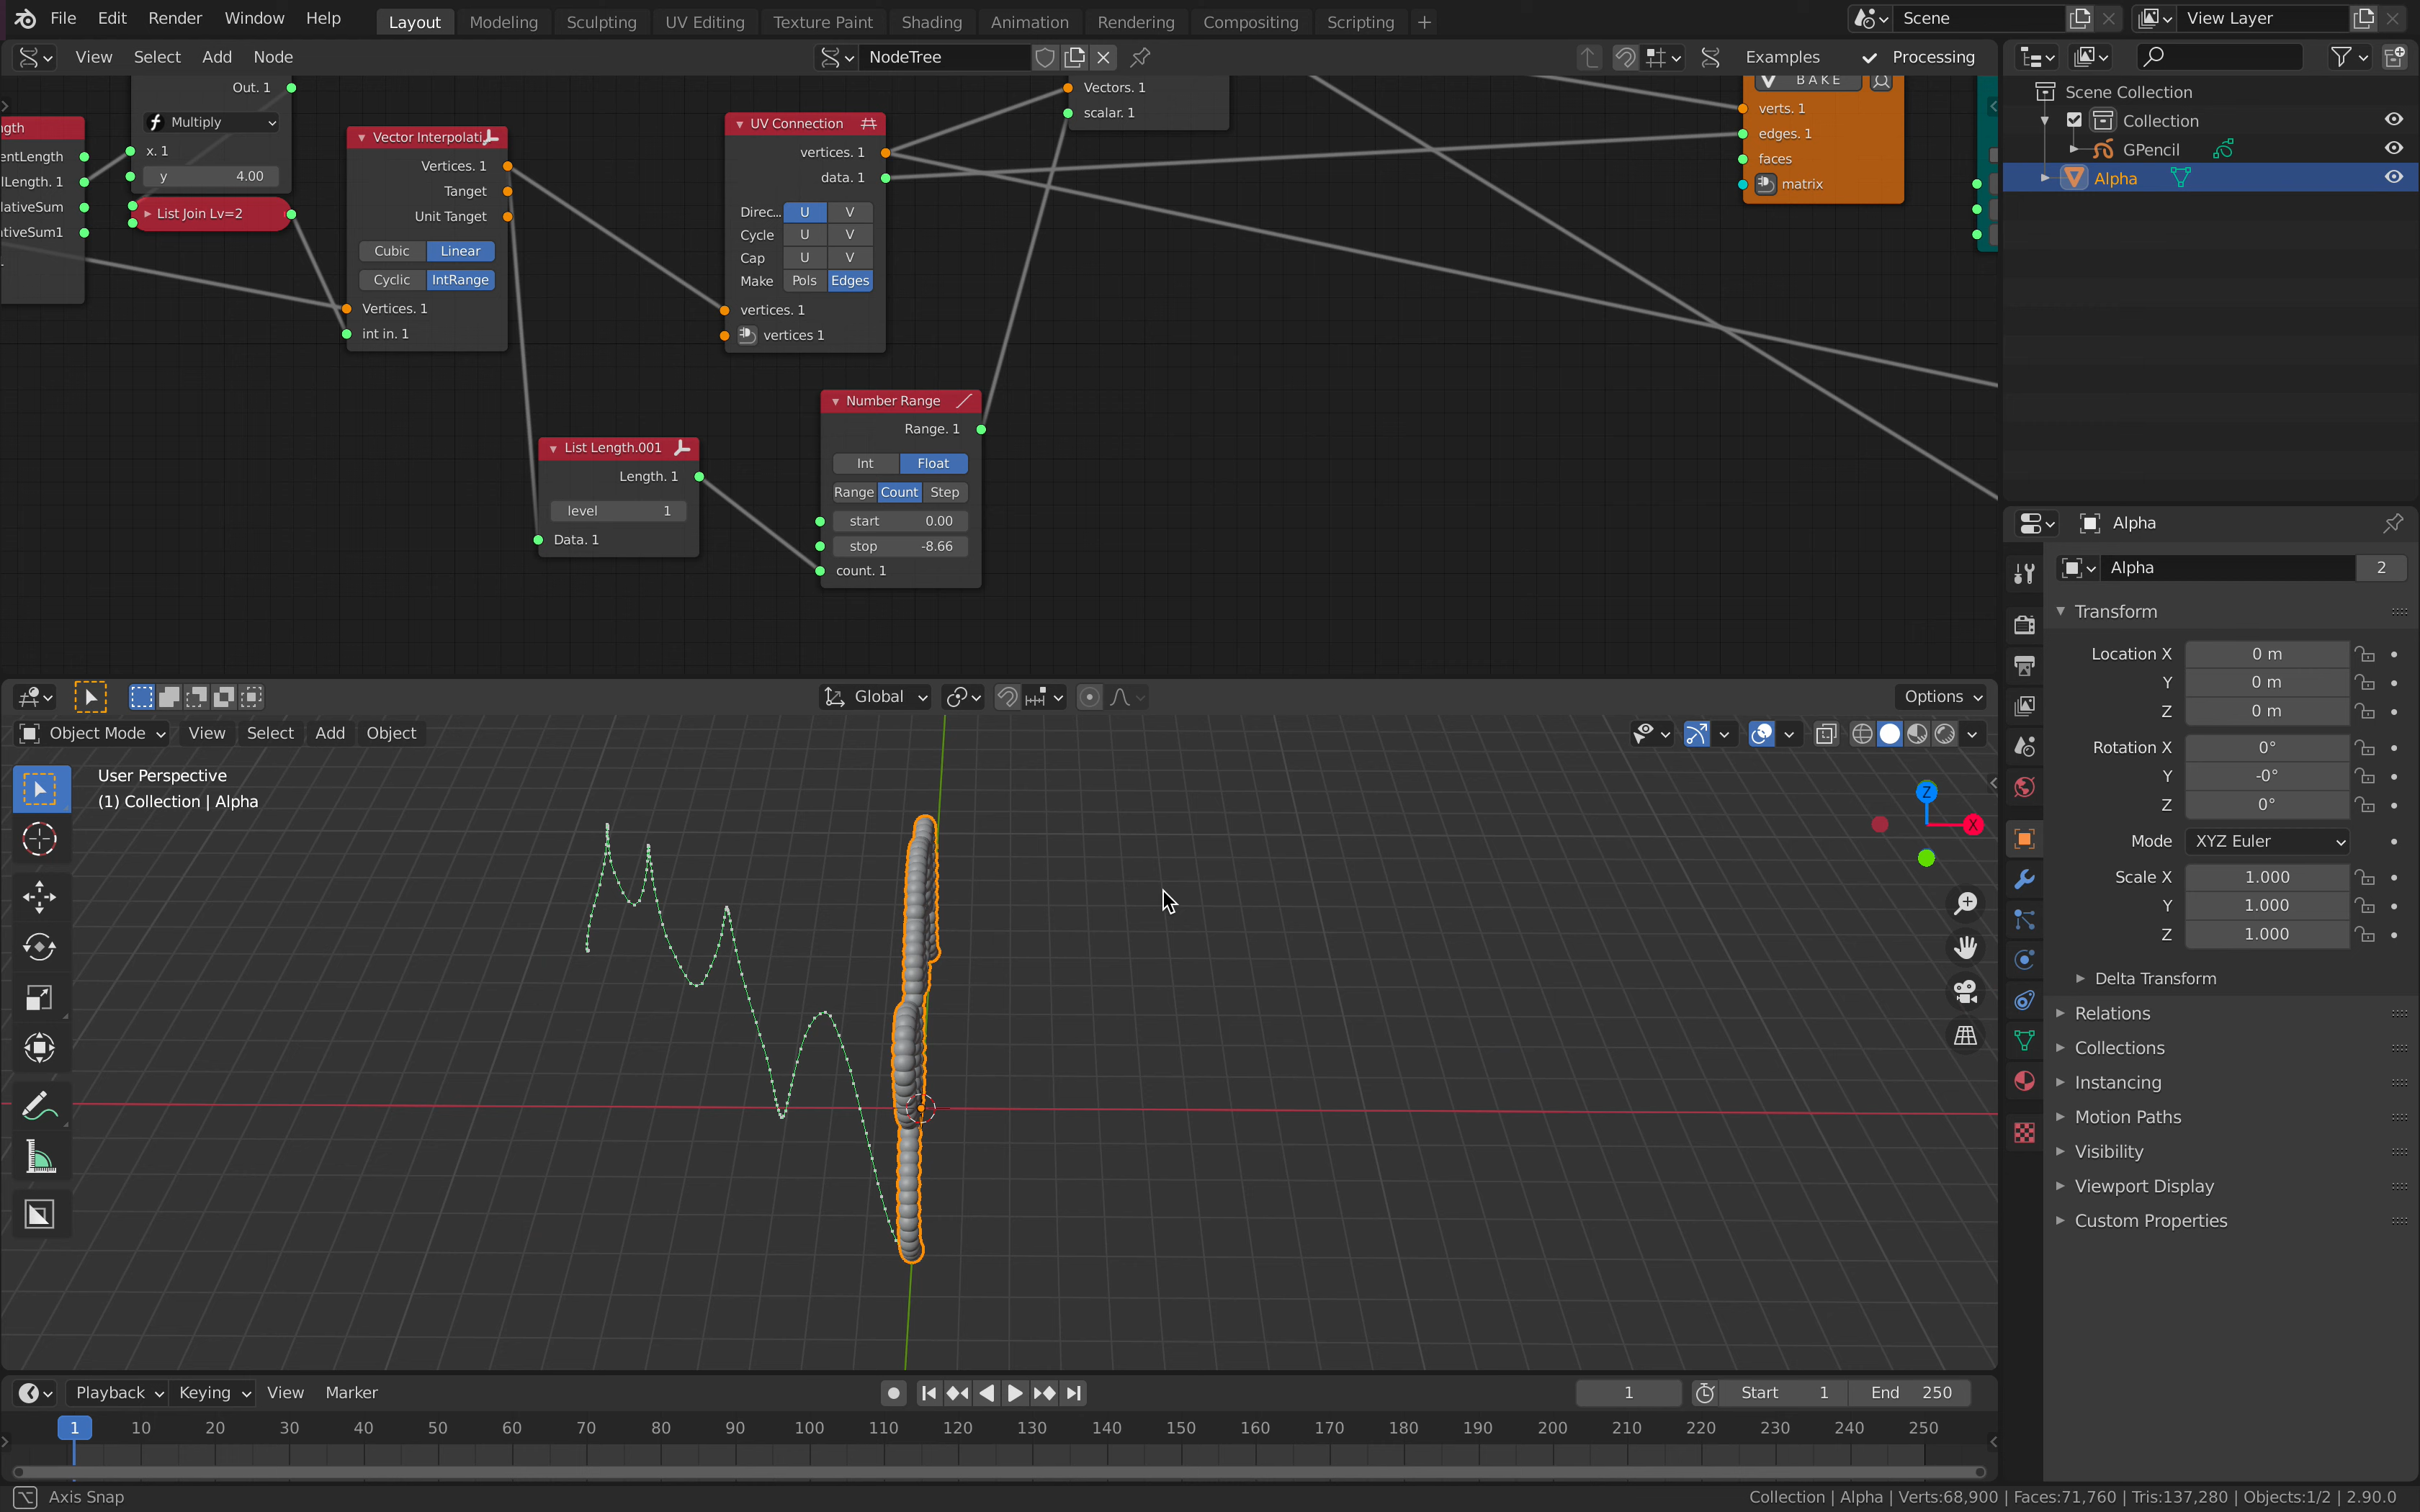 File Edit Render Window Help Layout Modeling Sculpting UV Editing Texture Paint Shading Animation Rendering Compositing Scripting + Scene View Layer
View Select Add Node NodeTree Examples Processing
Out. 1
Multiply
x. 1
y 4.00
List Join Lv=2
ngth
entLength
lLength. 1
lativeSum
ativeSum1
Vector Interpolati
Vertices. 1
Tanget
Unit Tanget
Cubic Linear
Cyclic IntRange
Vertices. 1
int in. 1
UV Connection
vertices. 1
data. 1
Direc... U V
Cycle U V
Cap U V
Make Pols Edges
vertices. 1
vertices 1
Vectors. 1
scalar. 1
List Length.001
Length. 1
level 1
Data. 1
Number Range
Range. 1
Int Float
Range Count Step
start 0.00
stop -8.66
count. 1
BAKE
verts. 1
edges. 1
faces
matrix
Scene Collection
Collection
GPencil
Alpha
Alpha
Alpha 2
Transform
Location X 0 m
Y 0 m
Z 0 m
Rotation X 0°
Y -0°
Z 0°
Mode XYZ Euler
Scale X 1.000
Y 1.000
Z 1.000
Delta Transform
Relations
Collections
Instancing
Motion Paths
Visibility
Viewport Display
Custom Properties
Global Options
Object Mode View Select Add Object
User Perspective
(1) Collection | Alpha
Z
X
Playback Keying View Marker 1 Start 1 End 250
1 10 20 30 40 50 60 70 80 90 100 110 120 130 140 150 160 170 180 190 200 210 220 230 240 250
Axis Snap Collection | Alpha | Verts:68,900 | Faces:71,760 | Tris:137,280 | Objects:1/2 | 2.90.0